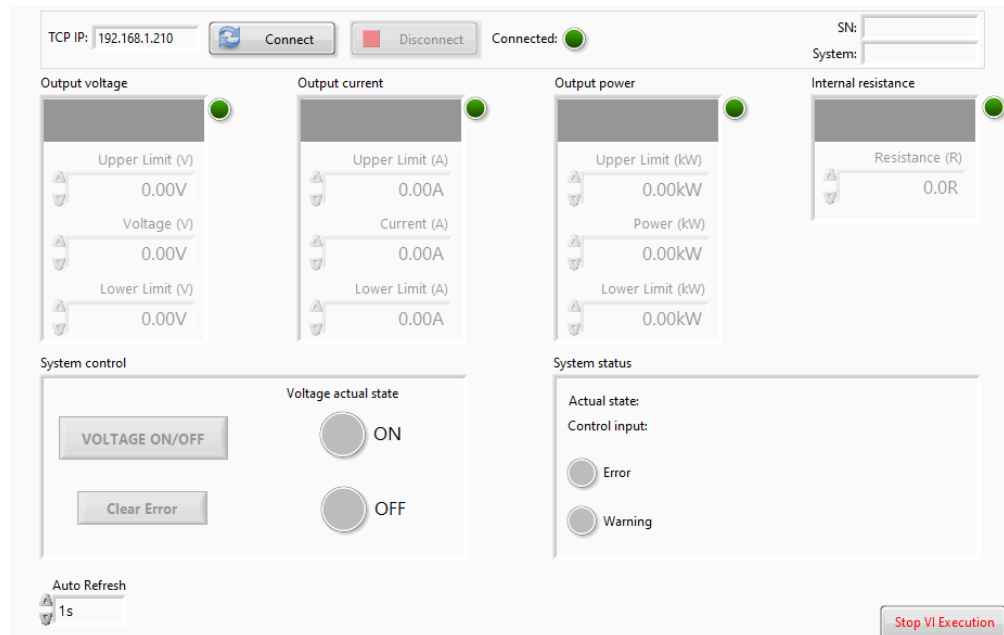 TCP IP: 192.168.1.210 Connect Disconnect Connected: SN:
System:
Output voltage Output current Output power Internal resistance
Upper Limit (V) Upper Limit (A) Upper Limit (kW) Resistance (R)
0.00V 0.00A 0.00kW 0.0R
Voltage (V) Current (A) Power (kW)
0.00V 0.00A 0.00kW
Lower Limit (V) Lower Limit (A) Lower Limit (kW)
0.00V 0.00A 0.00kW
System control System status
Voltage actual state Actual state:
VOLTAGE ON/OFF ON Control input:
Error
Clear Error OFF Warning
Auto Refresh
1s
Stop VI Execution